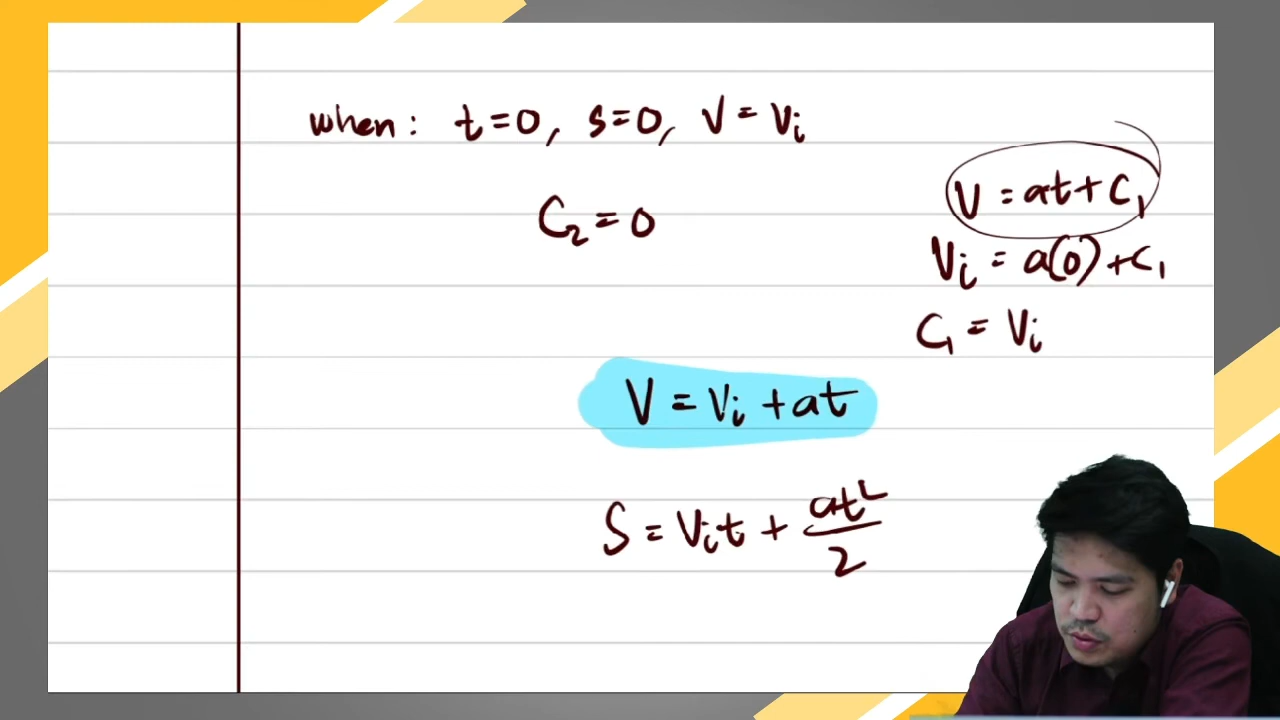 when: t=0, s=0, V=Vi
C₂=0
V=at+C₁
Vi=a(0)+C₁
C₁=Vi
V=Vi+at
S=Vit+at²/2